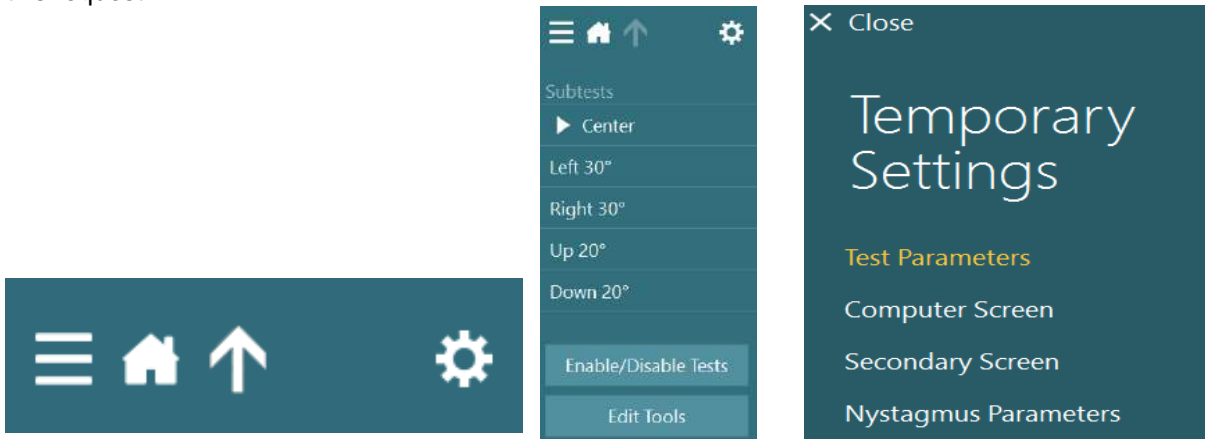 Subtests
Center
Left 30°
Right 30°
Up 20°
Down 20°
Enable/Disable Tests
Edit Tools
Close
Temporary
Settings
Test Parameters
Computer Screen
Secondary Screen
Nystagmus Parameters